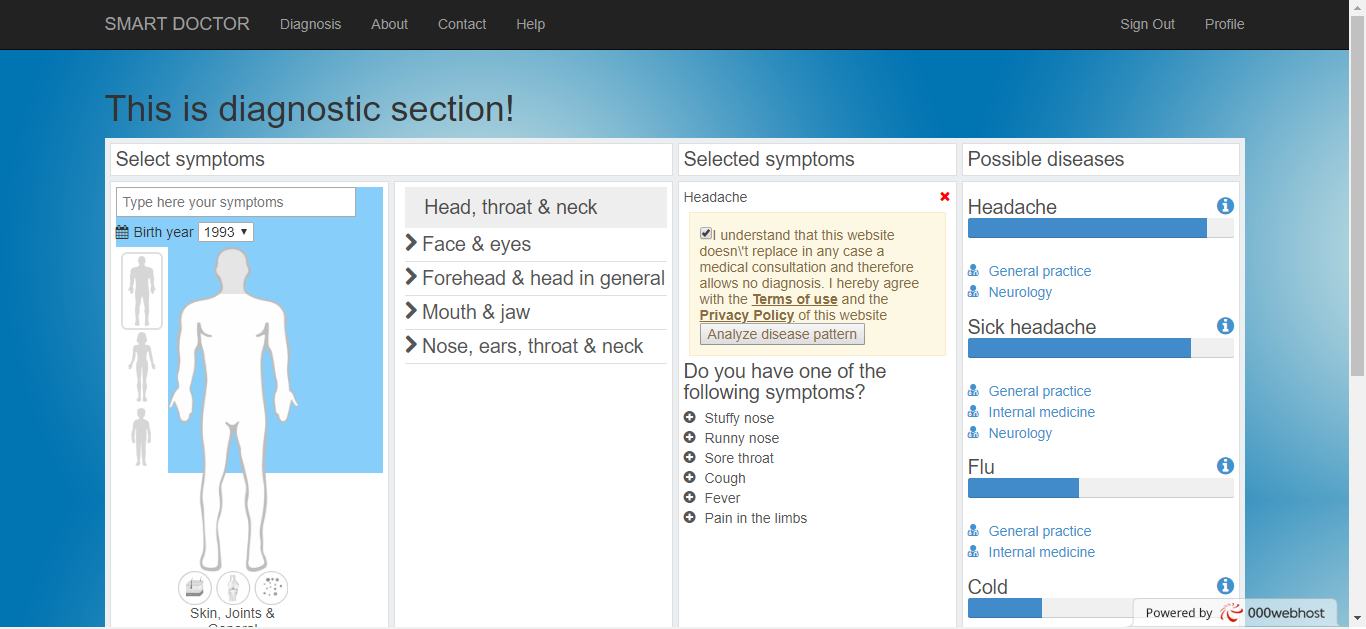 SMART DOCTOR Diagnosis About Contact Help Sign Out Profile
This is diagnostic section!
Select symptoms
Type here your symptoms
Birth year 1993
Skin, Joints &
Head, throat & neck
Face & eyes
Forehead & head in general
Mouth & jaw
Nose, ears, throat & neck
Selected symptoms
Headache
I understand that this website
doesn\'t replace in any case a
medical consultation and therefore
allows no diagnosis. I hereby agree
with the Terms of use and the
Privacy Policy of this website
Analyze disease pattern
Do you have one of the
following symptoms?
Stuffy nose
Runny nose
Sore throat
Cough
Fever
Pain in the limbs
Possible diseases
Headache
General practice
Neurology
Sick headache
General practice
Internal medicine
Neurology
Flu
General practice
Internal medicine
Cold
Powered by 000webhost